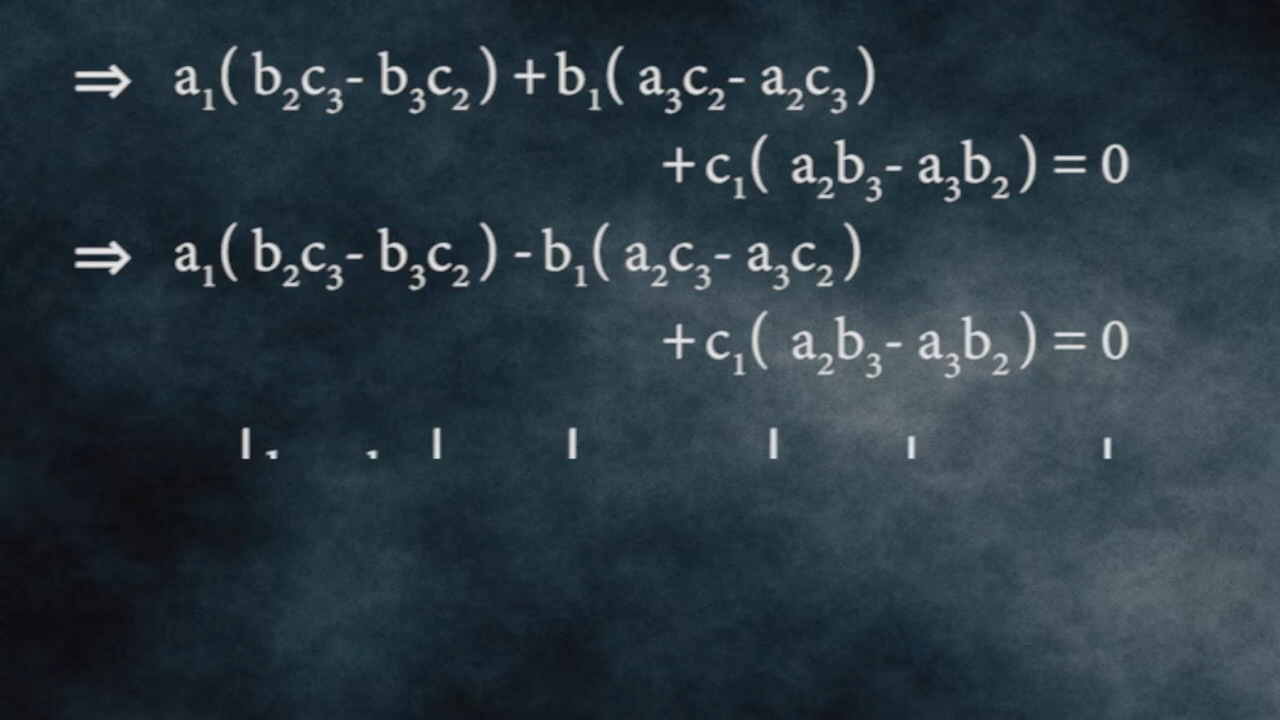 ⇒ a₁( b₂c₃- b₃c₂) + b₁( a₃c₂- a₂c₃)
+ c₁( a₂b₃- a₃b₂) = 0
⇒ a₁( b₂c₃- b₃c₂) - b₁( a₂c₃- a₃c₂)
+ c₁( a₂b₃- a₃b₂) = 0